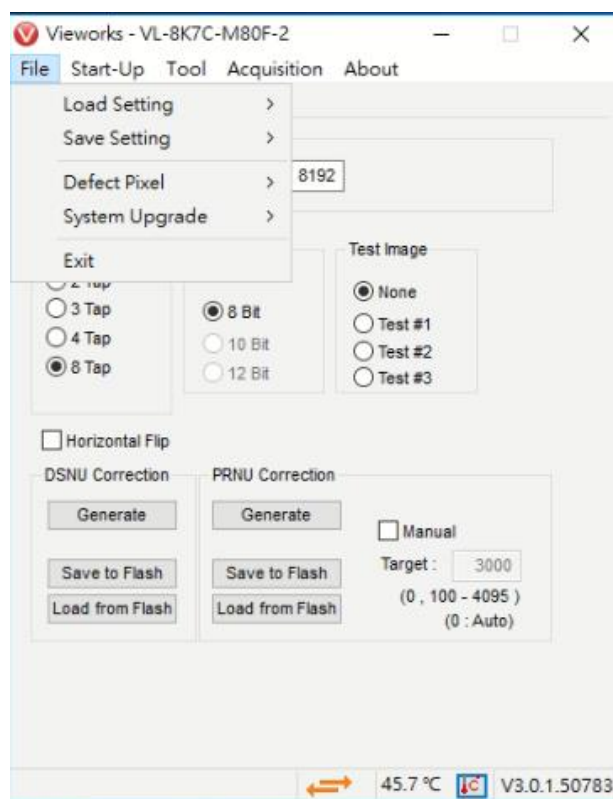 Vieworks - VL-8K7C-M80F-2
File Start-Up Tool Acquisition About
Load Setting
Save Setting
Defect Pixel
System Upgrade
Exit
8192
Test Image
None
Test #1
Test #2
Test #3
2 Tap
3 Tap
4 Tap
8 Tap
8 Bit
10 Bit
12 Bit
Horizontal Flip
DSNU Correction
Generate
Save to Flash
Load from Flash
PRNU Correction
Generate
Save to Flash
Load from Flash
Manual
Target : 3000
(0 , 100 - 4095 )
(0 : Auto)
45.7 ℃ V3.0.1.50783